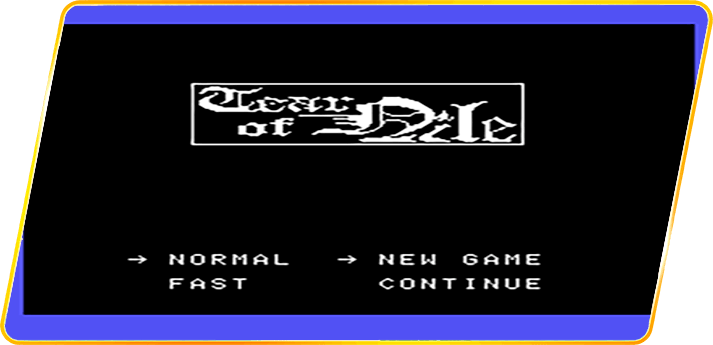 Tear
of Nile
→ NORMAL → NEW GAME
FAST CONTINUE